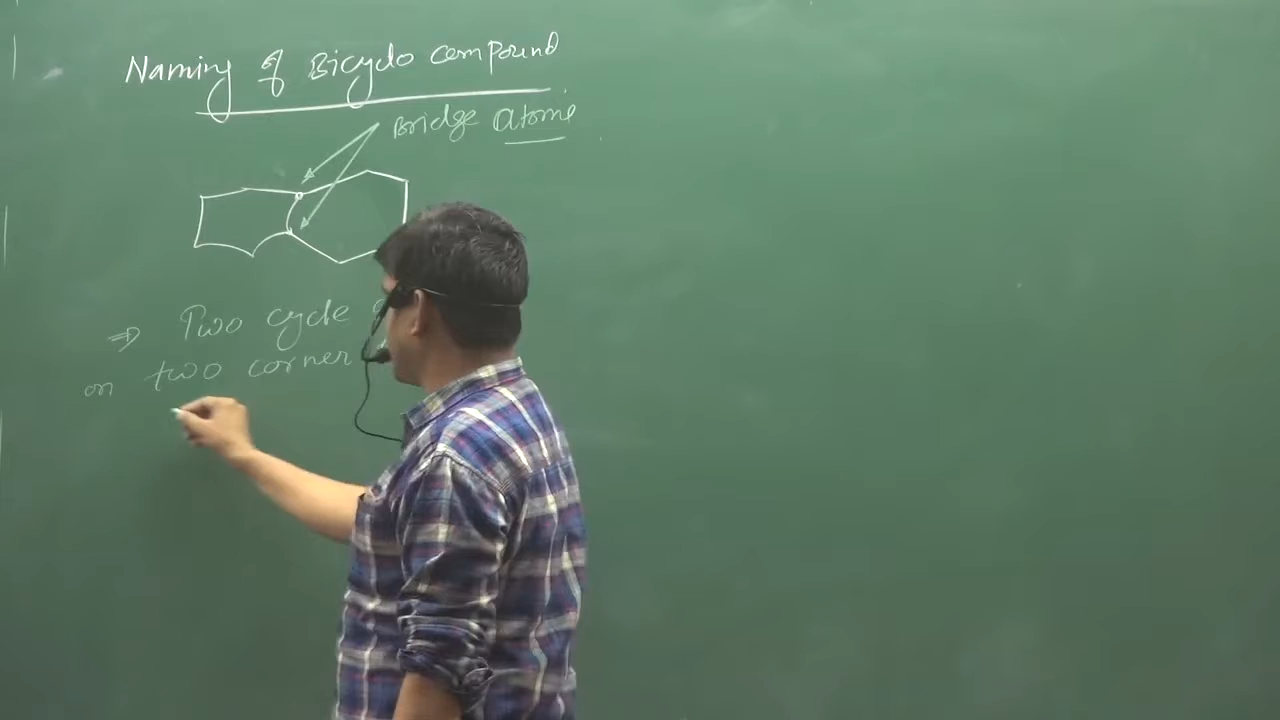 Naming of Bicyclo compound
Bridge atoms
⇒ Two cycle
on two corner